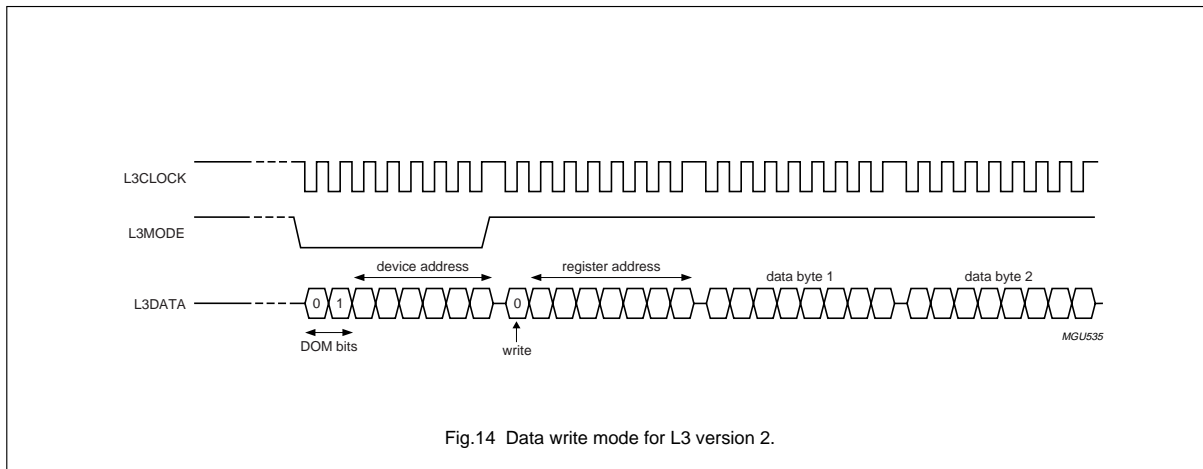 L3CLOCK
L3MODE
device address
register address
data byte 1
data byte 2
L3DATA
0 1
0
DOM bits
write
MGU535
Fig.14 Data write mode for L3 version 2.